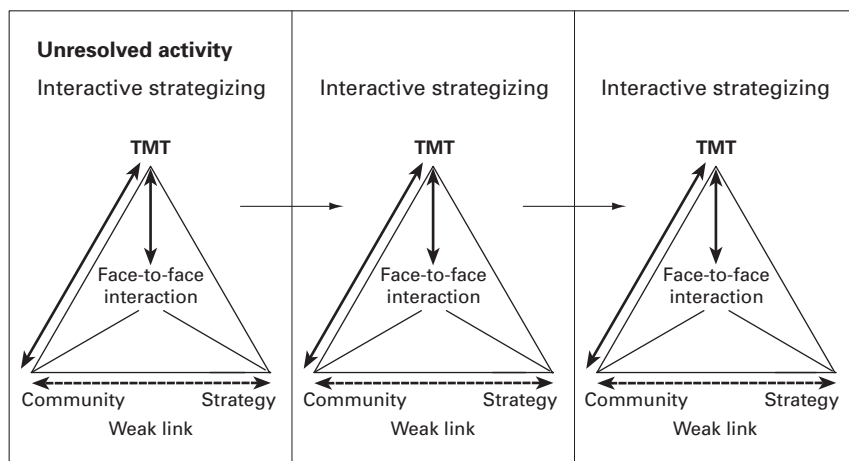 Unresolved activity
Interactive strategizing
TMT
Face-to-face
interaction
Community Strategy
Weak link
Interactive strategizing
TMT
Face-to-face
interaction
Community Strategy
Weak link
Interactive strategizing
TMT
Face-to-face
interaction
Community Strategy
Weak link